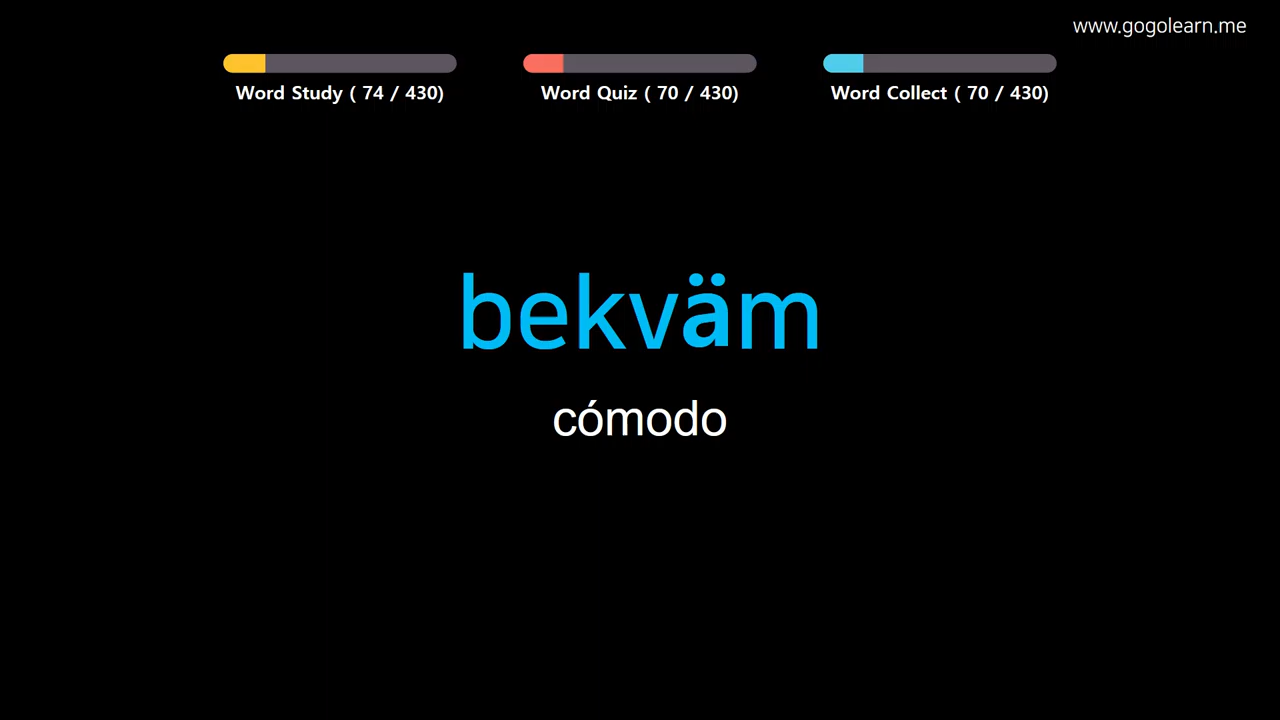 www.gogolearn.me
Word Study ( 74 / 430)
Word Quiz ( 70 / 430)
Word Collect ( 70 / 430)
bekväm
cómodo